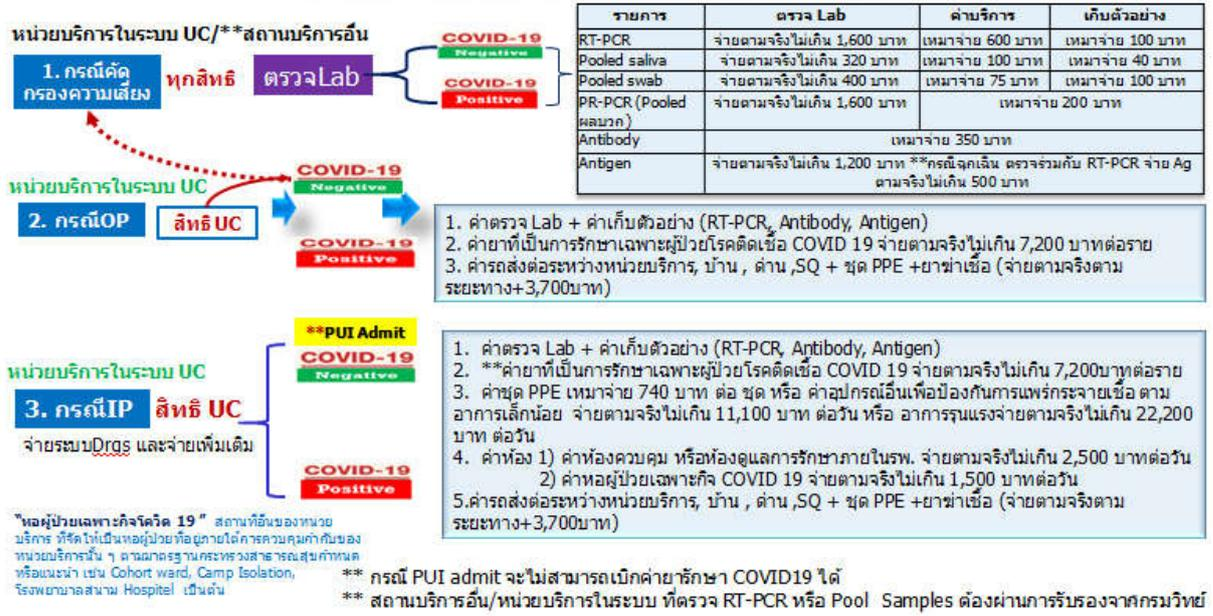 หน่วยบริการในระบบ UC/**สถานบริการอื่น
1. กรณีคัด
กรองความเสี่ยง
ทุกสิทธิ
ตรวจLab
COVID-19
Negative
COVID-19
Positive
รายการ ตรวจ Lab ค่าบริการ เก็บตัวอย่าง
RT-PCR จ่ายตามจริงไม่เกิน 1,600 บาท เหมาจ่าย 600 บาท เหมาจ่าย 100 บาท
Pooled saliva จ่ายตามจริงไม่เกิน 320 บาท เหมาจ่าย 100 บาท เหมาจ่าย 40 บาท
Pooled swab จ่ายตามจริงไม่เกิน 400 บาท เหมาจ่าย 75 บาท เหมาจ่าย 100 บาท
PR-PCR (Pooled จ่ายตามจริงไม่เกิน 1,600 บาท เหมาจ่าย 200 บาท
ผลบวก)
Antibody เหมาจ่าย 350 บาท
Antigen จ่ายตามจริงไม่เกิน 1,200 บาท **กรณีฉุกเฉิน ตรวจร่วมกับ RT-PCR จ่าย Ag
ตามจริงไม่เกิน 500 บาท
หน่วยบริการในระบบ UC
2. กรณีOP
สิทธิ UC
COVID-19
Negative
COVID-19
Positive
1. ค่าตรวจ Lab + ค่าเก็บตัวอย่าง (RT-PCR, Antibody, Antigen)
2. ค่ายาที่เป็นการรักษาเฉพาะผู้ป่วยโรคติดเชื้อ COVID 19 จ่ายตามจริงไม่เกิน 7,200 บาทต่อราย
3. ค่ารถส่งต่อระหว่างหน่วยบริการ, บ้าน , ด่าน ,SQ + ชุด PPE +ยาฆ่าเชื้อ (จ่ายตามจริงตาม
ระยะทาง+3,700บาท)
หน่วยบริการในระบบ UC
3. กรณีIP
สิทธิ UC
จ่ายระบบDrgs และจ่ายเพิ่มเติม
**PUI Admit
COVID-19
Negative
COVID-19
Positive
1. ค่าตรวจ Lab + ค่าเก็บตัวอย่าง (RT-PCR, Antibody, Antigen)
2. **ค่ายาที่เป็นการรักษาเฉพาะผู้ป่วยโรคติดเชื้อ COVID 19 จ่ายตามจริงไม่เกิน 7,200บาทต่อราย
3. ค่าชุด PPE เหมาจ่าย 740 บาท ต่อ ชุด หรือ ค่าอุปกรณ์อื่นเพื่อป้องกันการแพร่กระจายเชื้อ ตาม
อาการเล็กน้อย จ่ายตามจริงไม่เกิน 11,100 บาท ต่อวัน หรือ อาการรุนแรงจ่ายตามจริงไม่เกิน 22,200
บาท ต่อวัน
4. ค่าห้อง 1) ค่าห้องควบคุม หรือห้องดูแลการรักษาภายในรพ. จ่ายตามจริงไม่เกิน 2,500 บาทต่อวัน
2) ค่าหอผู้ป่วยเฉพาะกิจ COVID 19 จ่ายตามจริงไม่เกิน 1,500 บาทต่อวัน
5.ค่ารถส่งต่อระหว่างหน่วยบริการ, บ้าน , ด่าน ,SQ + ชุด PPE +ยาฆ่าเชื้อ (จ่ายตามจริงตาม
ระยะทาง+3,700บาท)
"หอผู้ป่วยเฉพาะกิจโควิด 19 " สถานที่อื่นของหน่วย
บริการ ที่จัดให้เป็นหอผู้ป่วยที่อยู่ภายใต้การควบคุมกำกับของ
หน่วยบริการนั้น ๆ ตามมาตรฐานกระทรวงสาธารณสุขกำหนด
หรือแนะนำ เช่น Cohort ward, Camp Isolation,
โรงพยาบาลสนาม Hospitel เป็นต้น
** กรณี PUI admit จะไม่สามารถเบิกค่ายารักษา COVID19 ได้
** สถานบริการอื่น/หน่วยบริการในระบบ ที่ตรวจ RT-PCR หรือ Pool Samples ต้องผ่านการรับรองจากกรมวิทย์